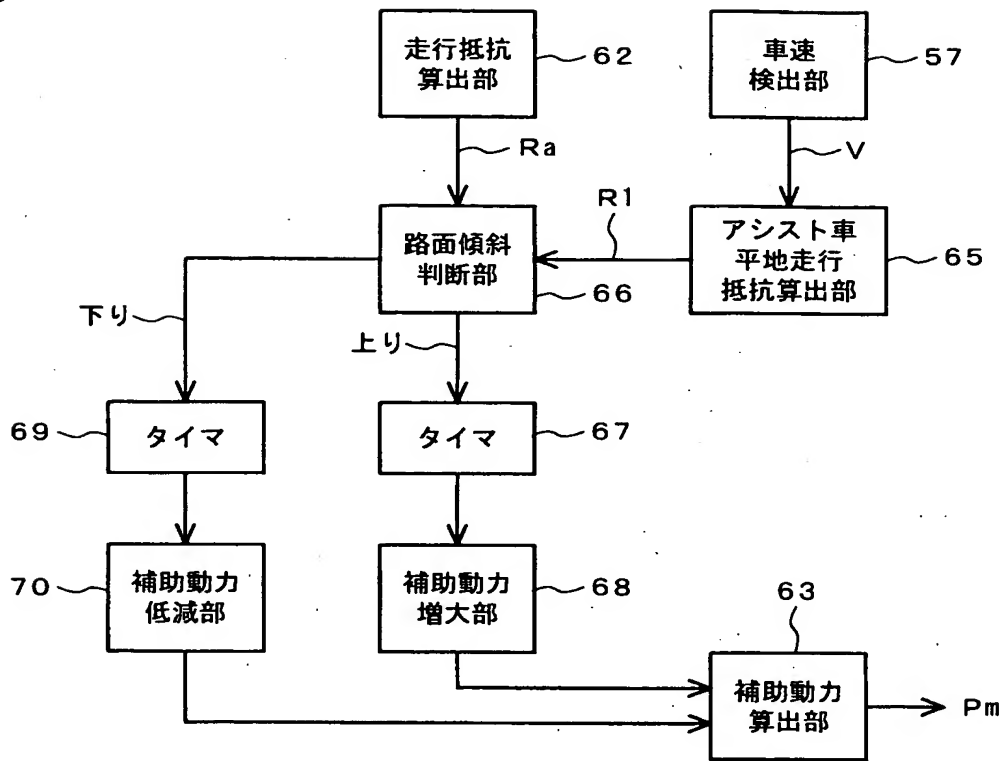 走行抵抗
算出部
62
車速
検出部
57
Ra
V
R1
路面傾斜
判断部
66
アシスト車
平地走行
抵抗算出部
65
下り
上り
69
タイマ
タイマ
67
70
補助動力
低減部
補助動力
増大部
68
63
補助動力
算出部
Pm